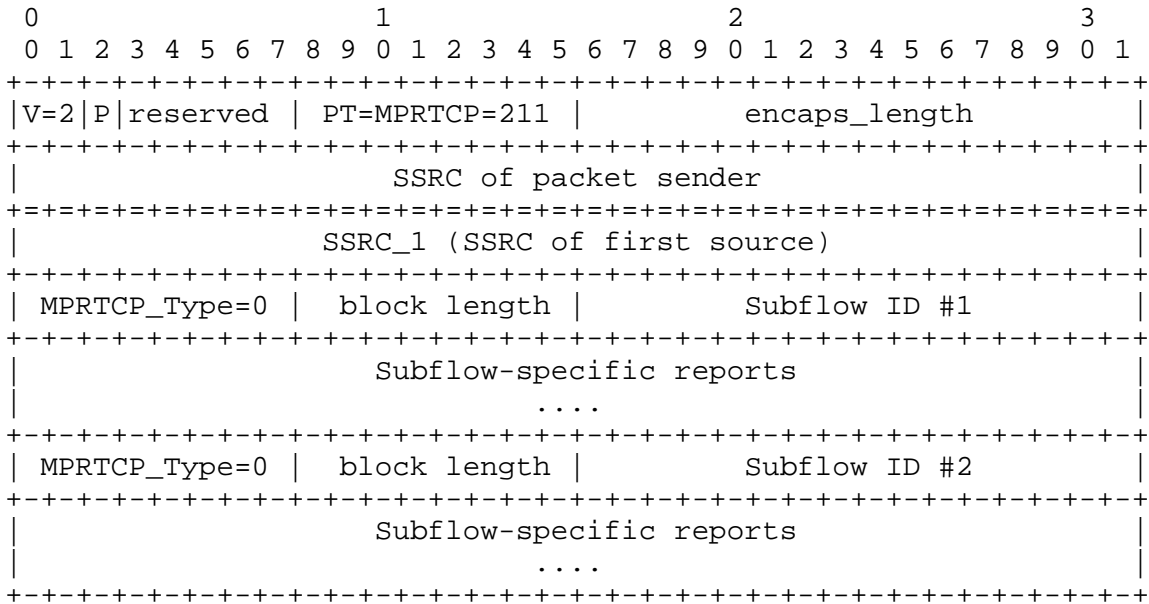 0                   1                   2                   3
 0 1 2 3 4 5 6 7 8 9 0 1 2 3 4 5 6 7 8 9 0 1 2 3 4 5 6 7 8 9 0 1
+-+-+-+-+-+-+-+-+-+-+-+-+-+-+-+-+-+-+-+-+-+-+-+-+-+-+-+-+-+-+-+-+
|V=2|P|reserved | PT=MPRTCP=211 |         encaps_length         |
+-+-+-+-+-+-+-+-+-+-+-+-+-+-+-+-+-+-+-+-+-+-+-+-+-+-+-+-+-+-+-+-+
|                     SSRC of packet sender                     |
+=+=+=+=+=+=+=+=+=+=+=+=+=+=+=+=+=+=+=+=+=+=+=+=+=+=+=+=+=+=+=+=+
|                 SSRC_1 (SSRC of first source)                 |
+-+-+-+-+-+-+-+-+-+-+-+-+-+-+-+-+-+-+-+-+-+-+-+-+-+-+-+-+-+-+-+-+
| MPRTCP_Type=0 |  block length |         Subflow ID #1         |
+-+-+-+-+-+-+-+-+-+-+-+-+-+-+-+-+-+-+-+-+-+-+-+-+-+-+-+-+-+-+-+-+
|                    Subflow-specific reports                   |
|                             ....                              |
+-+-+-+-+-+-+-+-+-+-+-+-+-+-+-+-+-+-+-+-+-+-+-+-+-+-+-+-+-+-+-+-+
| MPRTCP_Type=0 |  block length |         Subflow ID #2         |
+-+-+-+-+-+-+-+-+-+-+-+-+-+-+-+-+-+-+-+-+-+-+-+-+-+-+-+-+-+-+-+-+
|                    Subflow-specific reports                   |
|                             ....                              |
+-+-+-+-+-+-+-+-+-+-+-+-+-+-+-+-+-+-+-+-+-+-+-+-+-+-+-+-+-+-+-+-+